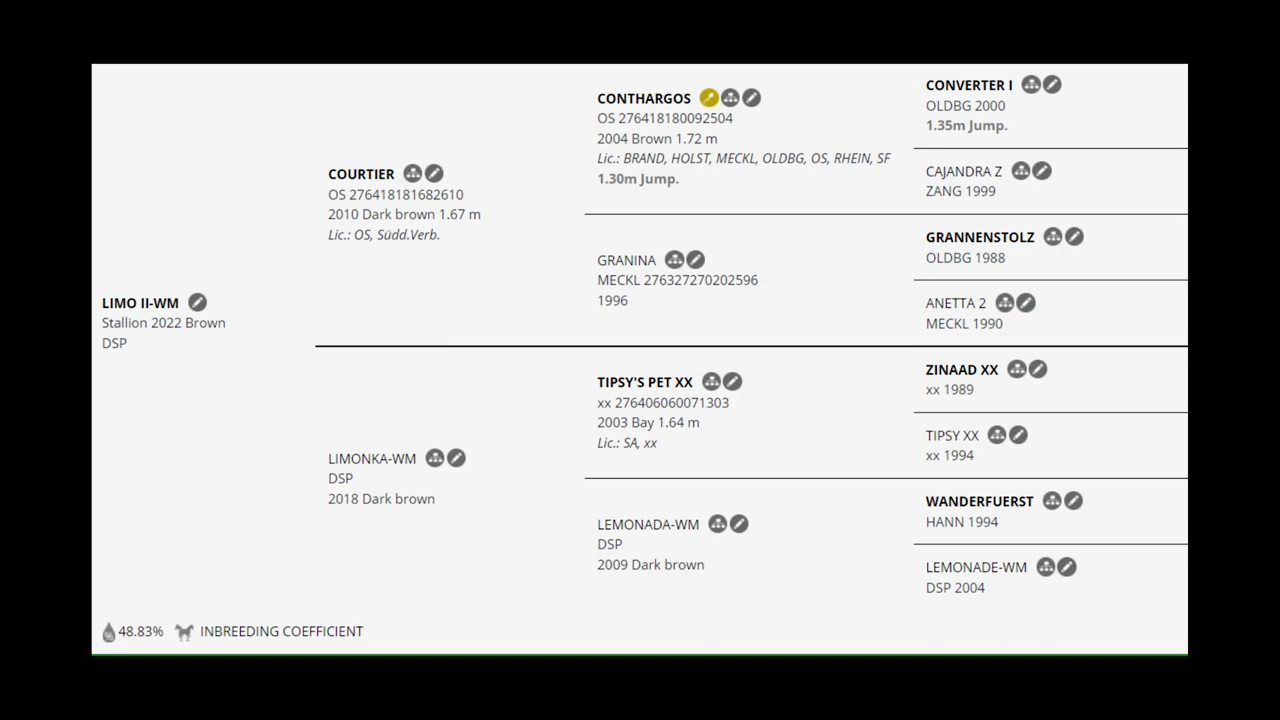 LIMO II-WM
Stallion 2022 Brown
DSP
COURTIER
OS 276418181682610
2010 Dark brown 1.67 m
Lic.: OS, Südd.Verb.
LIMONKA-WM
DSP
2018 Dark brown
CONTHARGOS
OS 276418180092504
2004 Brown 1.72 m
Lic.: BRAND, HOLST, MECKL, OLDBG, OS, RHEIN, SF
1.30m Jump.
GRANINA
MECKL 276327270202596
1996
TIPSY'S PET XX
xx 276406060071303
2003 Bay 1.64 m
Lic.: SA, xx
LEMONADA-WM
DSP
2009 Dark brown
CONVERTER I
OLDBG 2000
1.35m Jump.
CAJANDRA Z
ZANG 1999
GRANNENSTOLZ
OLDBG 1988
ANETTA 2
MECKL 1990
ZINAAD XX
xx 1989
TIPSY XX
xx 1994
WANDERFUERST
HANN 1994
LEMONADE-WM
DSP 2004
% 48.83% INBREEDING COEFFICIENT